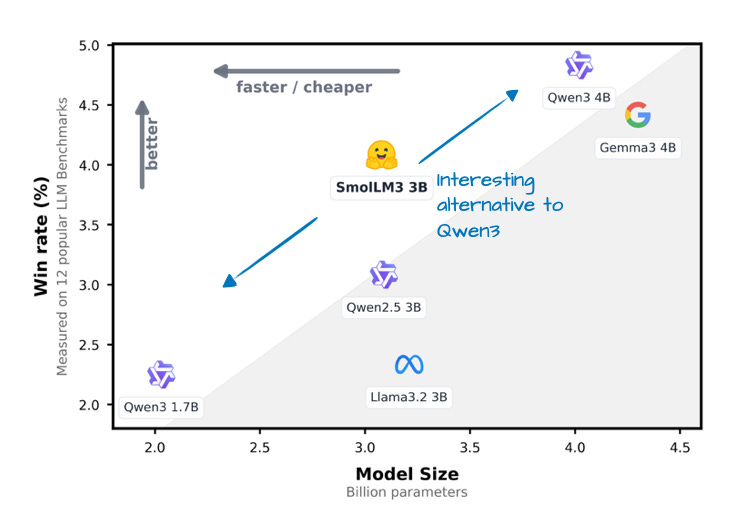 5.0
4.5
4.0
3.5
3.0
2.5
2.0
Win rate (%)
Measured on 12 popular LLM Benchmarks
faster / cheaper
better
Qwen3 4B
Gemma3 4B
SmolLM3 3B
Interesting
alternative to
Qwen3
Qwen2.5 3B
Llama3.2 3B
Qwen3 1.7B
2.0 2.5 3.0 3.5 4.0 4.5
Model Size
Billion parameters